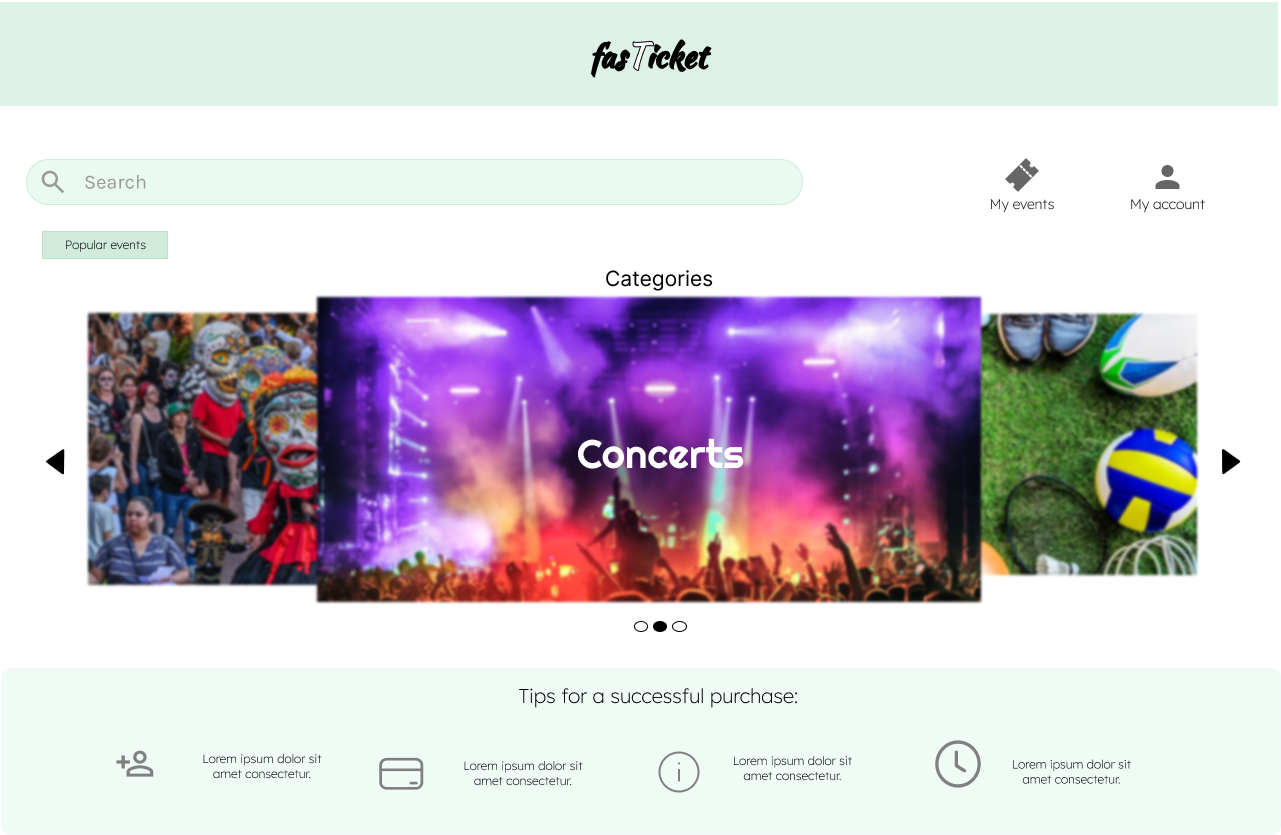 fasTicket
Search
My events
My account
Popular events
Categories
Concerts
Tips for a successful purchase:
Lorem ipsum dolor sit
amet consectetur.
Lorem ipsum dolor sit
amet consectetur.
Lorem ipsum dolor sit
amet consectetur.
Lorem ipsum dolor sit
amet consectetur.